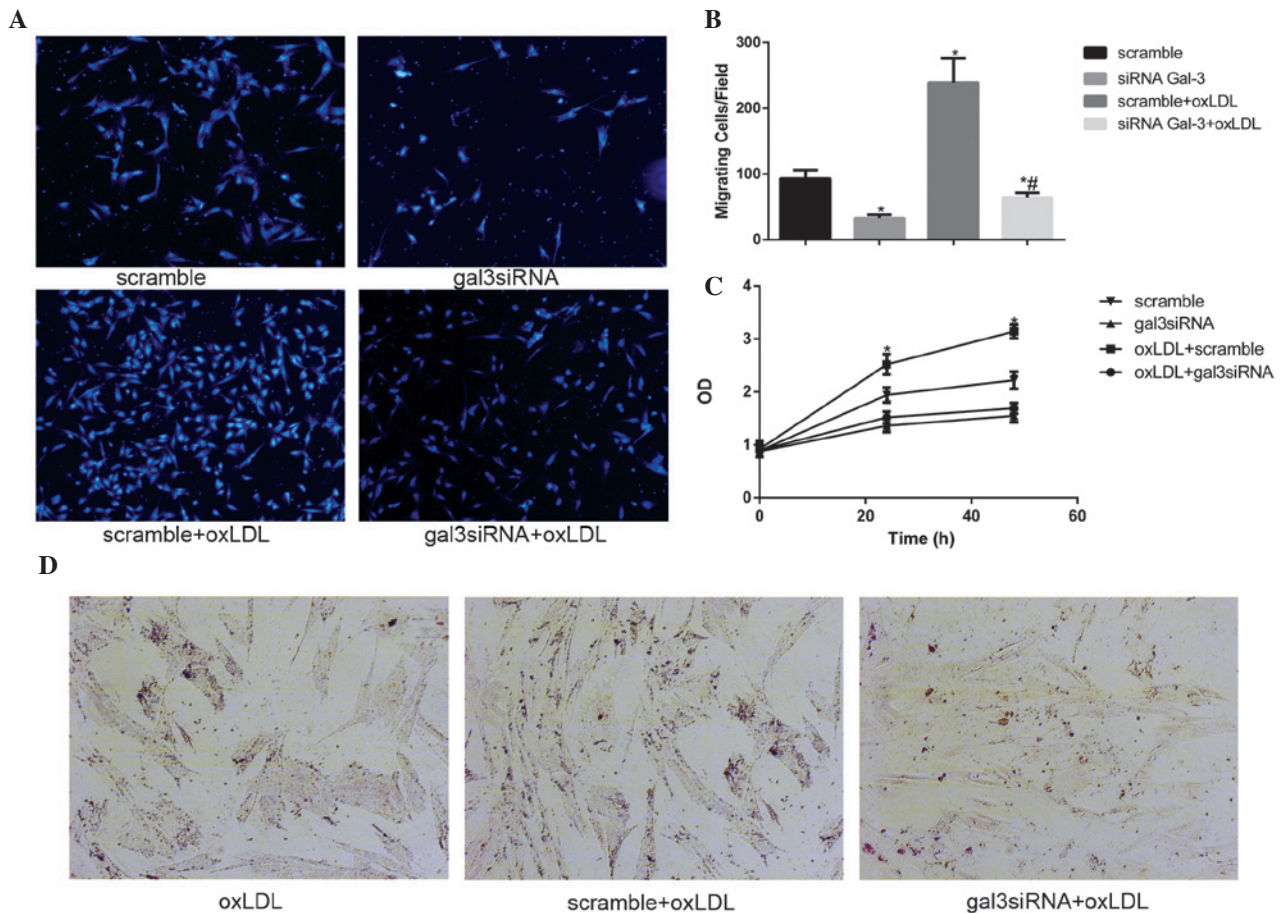 A
scramble
gal3siRNA
scramble+oxLDL
gal3siRNA+oxLDL
B
300
200
100
0
Migrating Cells/Field
*
*
*#
scramble
siRNA Gal-3
scramble+oxLDL
siRNA Gal-3+oxLDL
C
4
3
2
1
0
OD
*
*
0 20 40 60
Time (h)
scramble
gal3siRNA
oxLDL+scramble
oxLDL+gal3siRNA
D
oxLDL
scramble+oxLDL
gal3siRNA+oxLDL